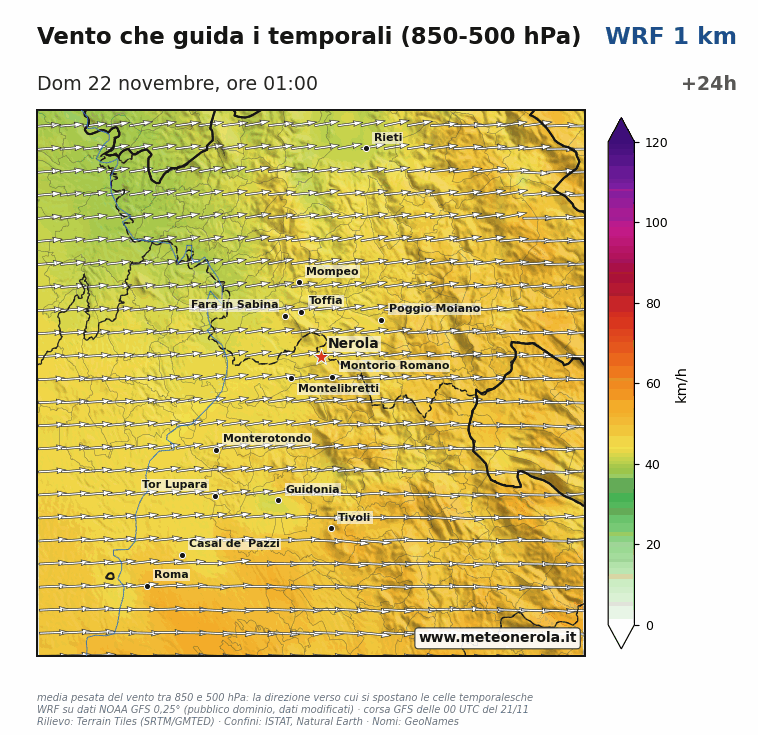 Vento che guida i temporali (850-500 hPa) WRF 1 km
Dom 22 novembre, ore 01:00 +24h
Rieti
Mompeo
Fara in Sabina
Toffia
Poggio Moiano
Nerola
Montorio Romano
Montelibretti
Monterotondo
Tor Lupara
Guidonia
Tivoli
Casal de' Pazzi
Roma
www.meteonerola.it
120
100
80
60
40
20
0
km/h
media pesata del vento tra 850 e 500 hPa: la direzione verso cui si spostano le celle temporalesche
WRF su dati NOAA GFS 0,25° (pubblico dominio, dati modificati) · corsa GFS delle 00 UTC del 21/11
Rilievo: Terrain Tiles (SRTM/GMTED) · Confini: ISTAT, Natural Earth · Nomi: GeoNames